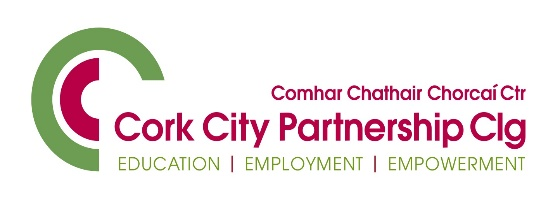 Comhar Chathair Chorcaí Ctr
Cork City Partnership Clg
EDUCATION | EMPLOYMENT | EMPOWERMENT